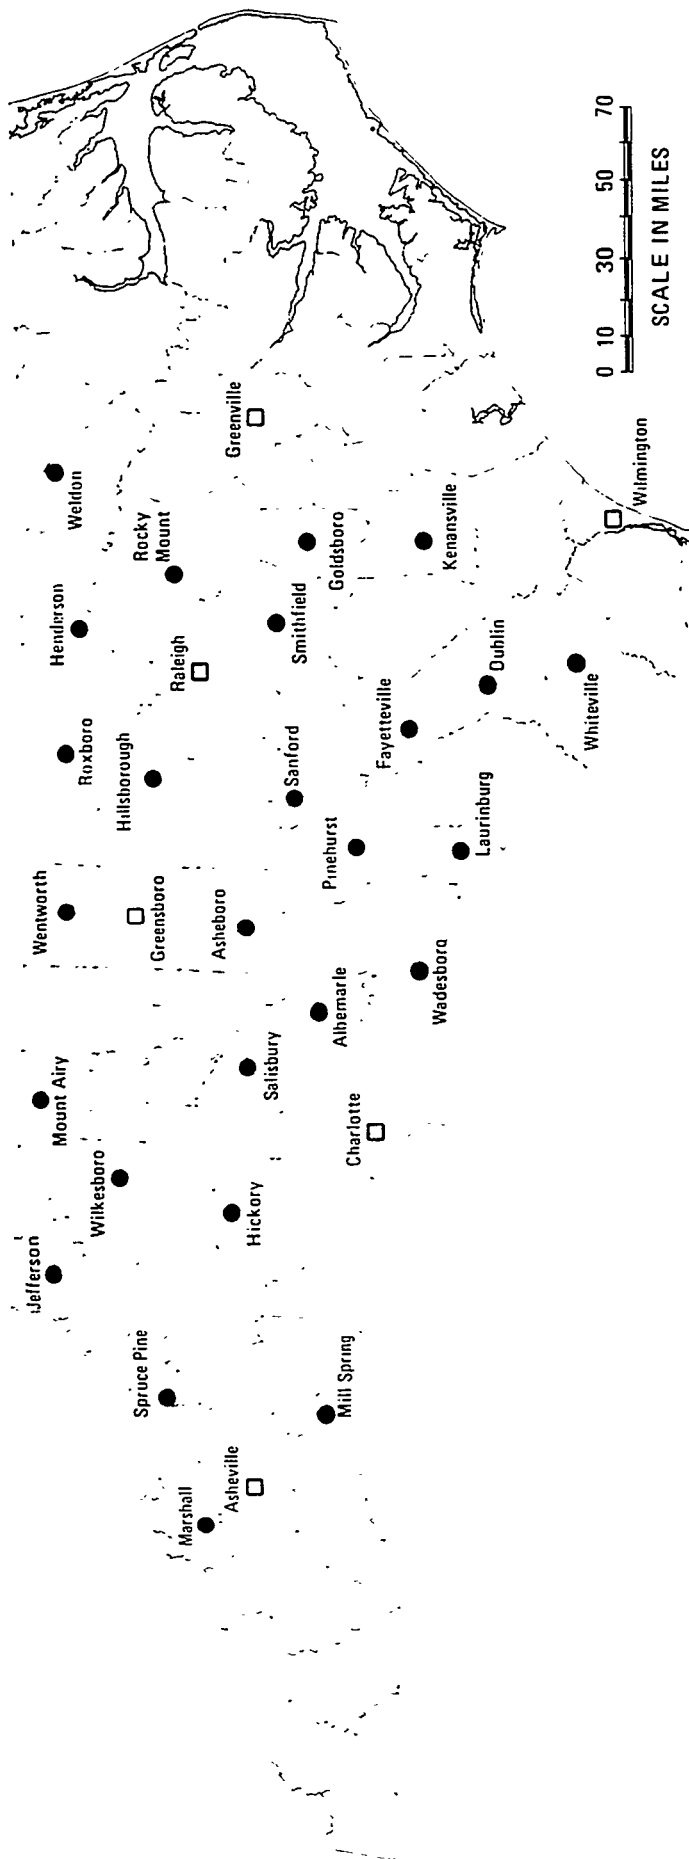 Jefferson
Mount Airy
Wentworth
Roxboro
Henderson
Weldon
Wilkesboro
Greensboro
Hillsborough
Rocky
Mount
Spruce Pine
Raleigh
Marshall
Asheville
Hickory
Salisbury
Asheboro
Greenville
Smithfield
Sanford
Goldsboro
Mill Spring
Albemarle
Pinehurst
Charlotte
Fayetteville
Kenansville
Wadesboro
Laurinburg
Dublin
Whiteville
Wilmington
0 10 30 50 70
SCALE IN MILES